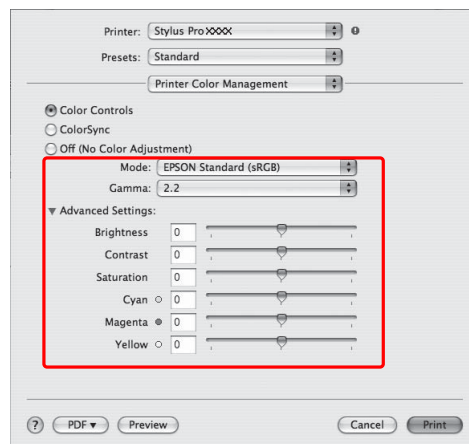 Printer: Stylus Pro XXXX
Presets: Standard
Printer Color Management
Color Controls
ColorSync
Off (No Color Adjustment)
Mode: EPSON Standard (sRGB)
Gamma: 2.2
Advanced Settings:
Brightness 0
Contrast 0
Saturation 0
Cyan 0
Magenta 0
Yellow 0
? PDF Preview Cancel Print